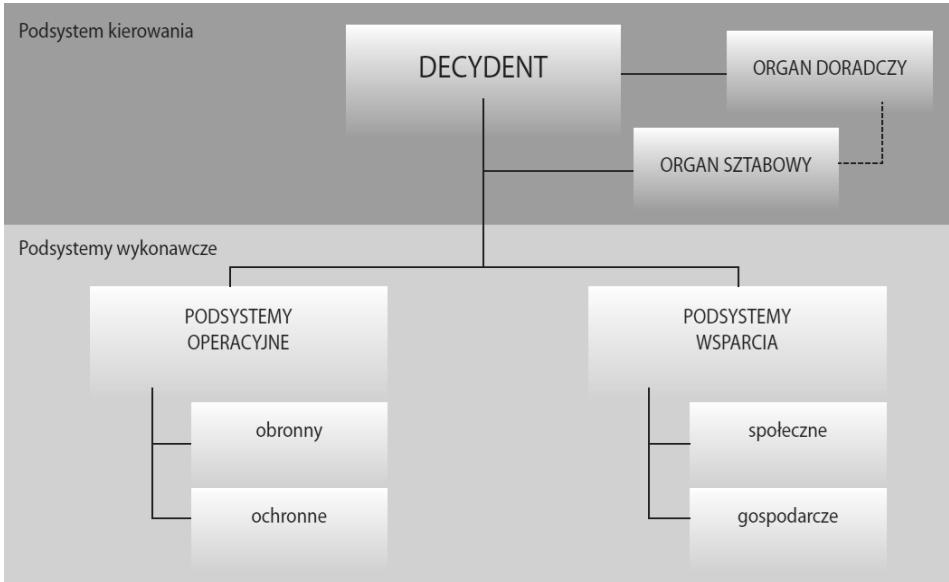 Podsystem kierowania
DECYDENT
ORGAN DORADCZY
ORGAN SZTABOWY
Podsystemy wykonawcze
PODSYSTEMY
OPERACYJNE
obronny
ochronne
PODSYSTEMY
WSPARCIA
społeczne
gospodarcze